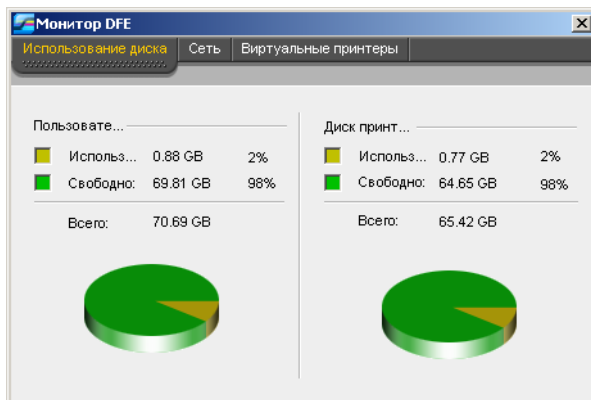 Монитор DFE
Использование диска Сеть Виртуальные принтеры
Пользовате...
Использ... 0.88 GB 2%
Свободно: 69.81 GB 98%
Всего: 70.69 GB
Диск принт...
Использ... 0.77 GB 2%
Свободно: 64.65 GB 98%
Всего: 65.42 GB